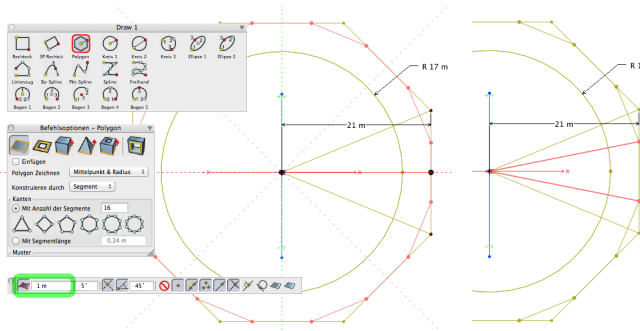 Draw 1
Rechteck
3P Rechteck
Polygon
Kreis 1
Kreis 2
Kreis 3
Ellipse 1
Ellipse 2
Linienzug
Bz-Spline
Pkt-Spline
Spline
Freihand
Bogen 1
Bogen 2
Bogen 3
Bogen 4
Bogen 5
Befehlsoptionen - Polygon
Einfügen
Polygon Zeichnen
Mittelpunkt & Radius
Konstruieren durch
Segment
Kanten
Mit Anzahl der Segmente
16
Mit Segmentlänge
0.24 m
Muster
1 m
5°
45°
R 17 m
21 m
R 1
21 m